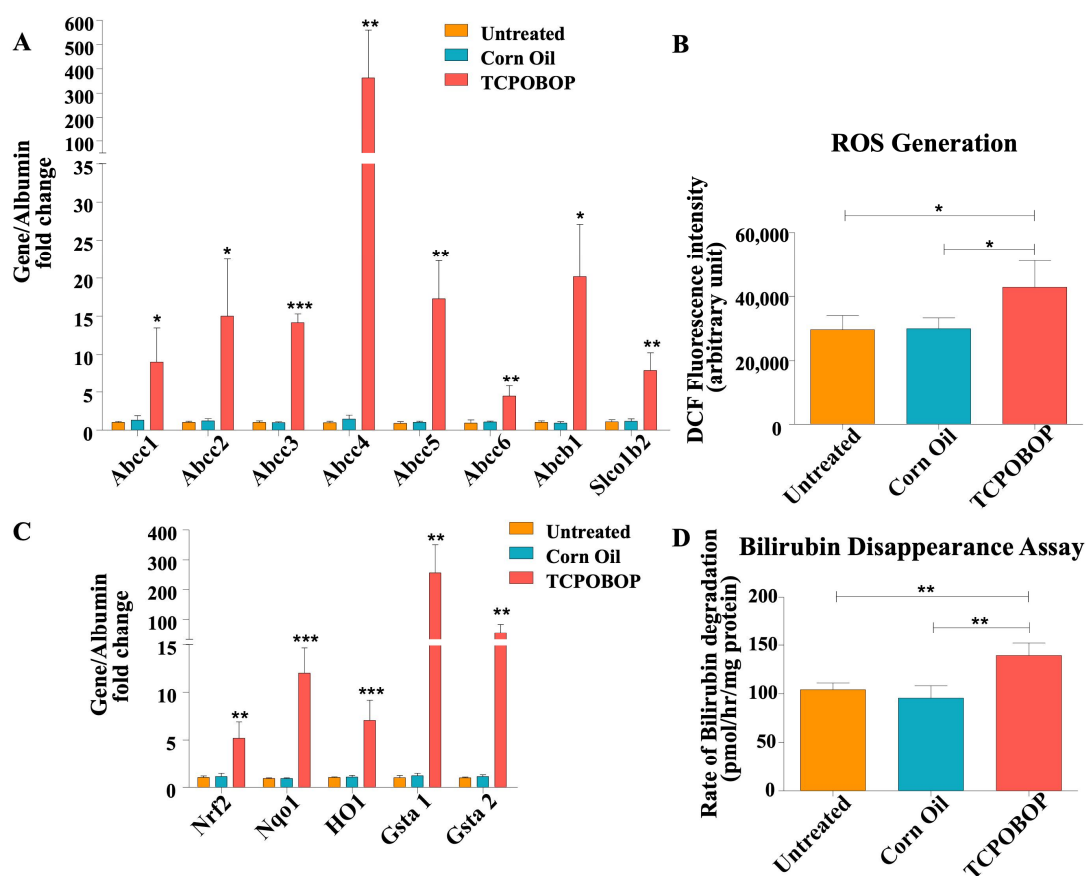 A
Untreated
Corn Oil
TCPOBOP
Gene/Albumin
fold change
600
500
400
300
200
100
35
30
25
20
15
10
5
0
*
*
***
**
**
**
*
**
Abcc1
Abcc2
Abcc3
Abcc4
Abcc5
Abcc6
Abcb1
Slco1b2
B
ROS Generation
DCF Fluorescence intensity
(arbitrary unit)
60,000
40,000
20,000
0
*
*
Untreated
Corn Oil
TCPOBOP
C
Untreated
Corn Oil
TCPOBOP
Gene/Albumin
fold change
400
300
200
100
15
10
5
0
**
***
***
**
**
Nrf2
Nqo1
HO1
Gsta 1
Gsta 2
D
Bilirubin Disappearance Assay
Rate of Bilirubin degradation
(pmol/hr/mg protein)
200
150
100
50
0
**
**
Untreated
Corn Oil
TCPOBOP